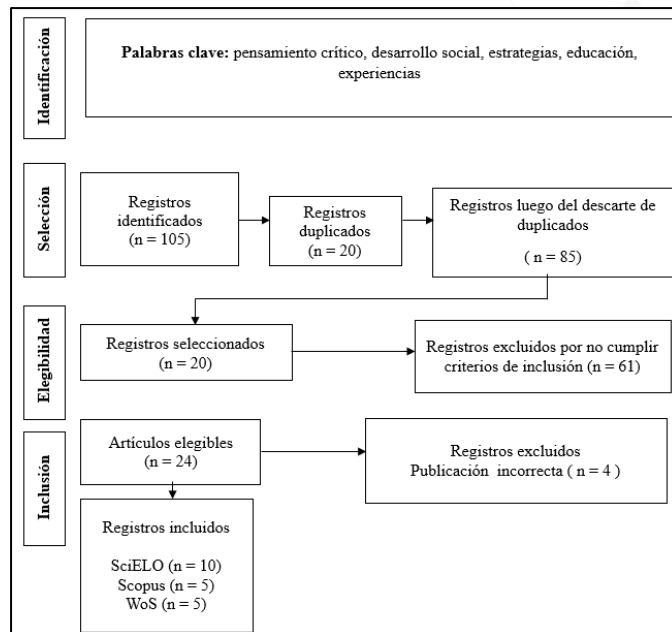 Identificación
Palabras clave: pensamiento crítico, desarrollo social, estrategias, educación,
experiencias
Selección
Registros
identificados
(n = 105)
Registros
duplicados
(n = 20)
Registros luego del descarte de
duplicados
( n = 85)
Elegibilidad
Registros seleccionados
(n = 20)
Registros excluidos por no cumplir
criterios de inclusión (n = 61)
Inclusión
Artículos elegibles
(n = 24)
Registros excluidos
Publicación incorrecta ( n = 4 )
Registros incluidos
SciELO (n = 10)
Scopus (n = 5)
WoS (n = 5)